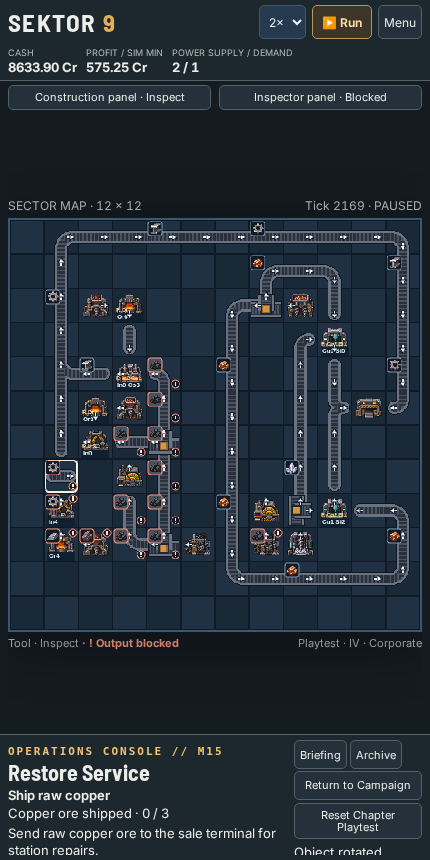 SEKTOR 9
2×
▶ Run
Menu
CASH
8633.90 Cr
PROFIT / SIM MIN
575.25 Cr
POWER SUPPLY / DEMAND
2 / 1
Construction panel · Inspect
Inspector panel · Blocked
SECTOR MAP · 12 × 12
Tick 2169 · PAUSED
Tool · Inspect · ! Output blocked
Playtest · IV · Corporate
OPERATIONS CONSOLE // M15
Restore Service
Ship raw copper
Copper ore shipped · 0 / 3
Send raw copper ore to the sale terminal for
station repairs.
Briefing
Archive
Return to Campaign
Reset Chapter
Playtest
Object rotated